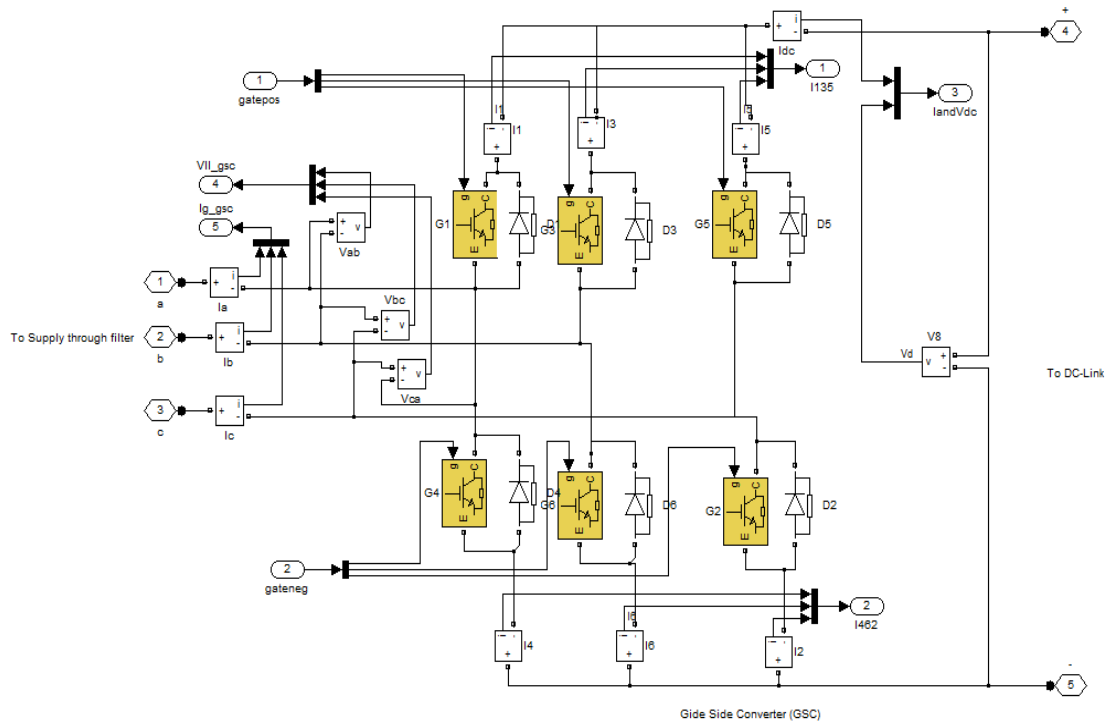 +
i
+
-
Idc
4
1
gatepos
1
I135
3
IandVdc
I1
I1
I3
I5
I5
i - + 
i - +
i - +
VII_gsc
4
Ig_gsc
5
g C
E
G1
D1
g C
E
G3
D3
g C
E
G5
D5
+ v
-
Vab
1
a
+ i
-
Ia
Vbc
+ v
-
To Supply through filter
2
b
+ i
-
Ib
V8
Vd
v +
-
To DC-Link
+ v
-
Vca
3
c
+ i
-
Ic
g C
E
G4
D4
g C
E
G6
D6
g C
E
G2
D2
2
gateneg
2
I462
I6
I4
I6
I2
-
5
Gide Side Converter (GSC)